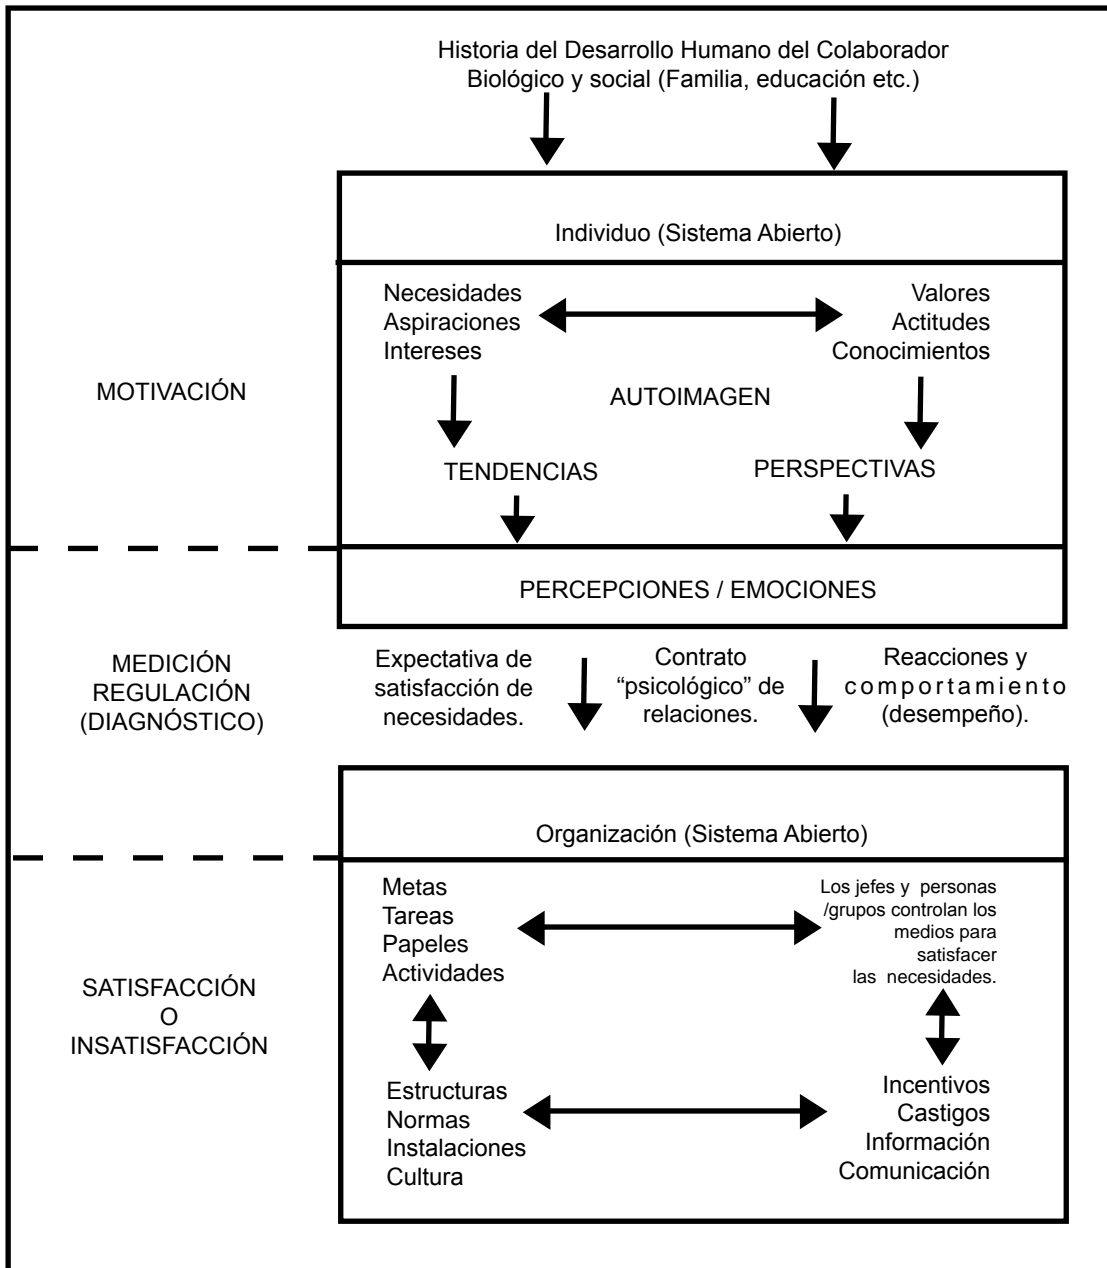 Historia del Desarrollo Humano del Colaborador
Biológico y social (Familia, educación etc.)
Individuo (Sistema Abierto)
Necesidades
Aspiraciones
Intereses
Valores
Actitudes
Conocimientos
MOTIVACIÓN
AUTOIMAGEN
TENDENCIAS
PERSPECTIVAS
PERCEPCIONES / EMOCIONES
MEDICIÓN
REGULACIÓN
(DIAGNÓSTICO)
Expectativa de
satisfacción de
necesidades.
Contrato
“psicológico” de
relaciones.
Reacciones y
comportamiento
(desempeño).
Organización (Sistema Abierto)
Metas
Tareas
Papeles
Actividades
Los jefes y personas
/grupos controlan los
medios para
satisfacer
las necesidades.
SATISFACCIÓN
O
INSATISFACCIÓN
Estructuras
Normas
Instalaciones
Cultura
Incentivos
Castigos
Información
Comunicación